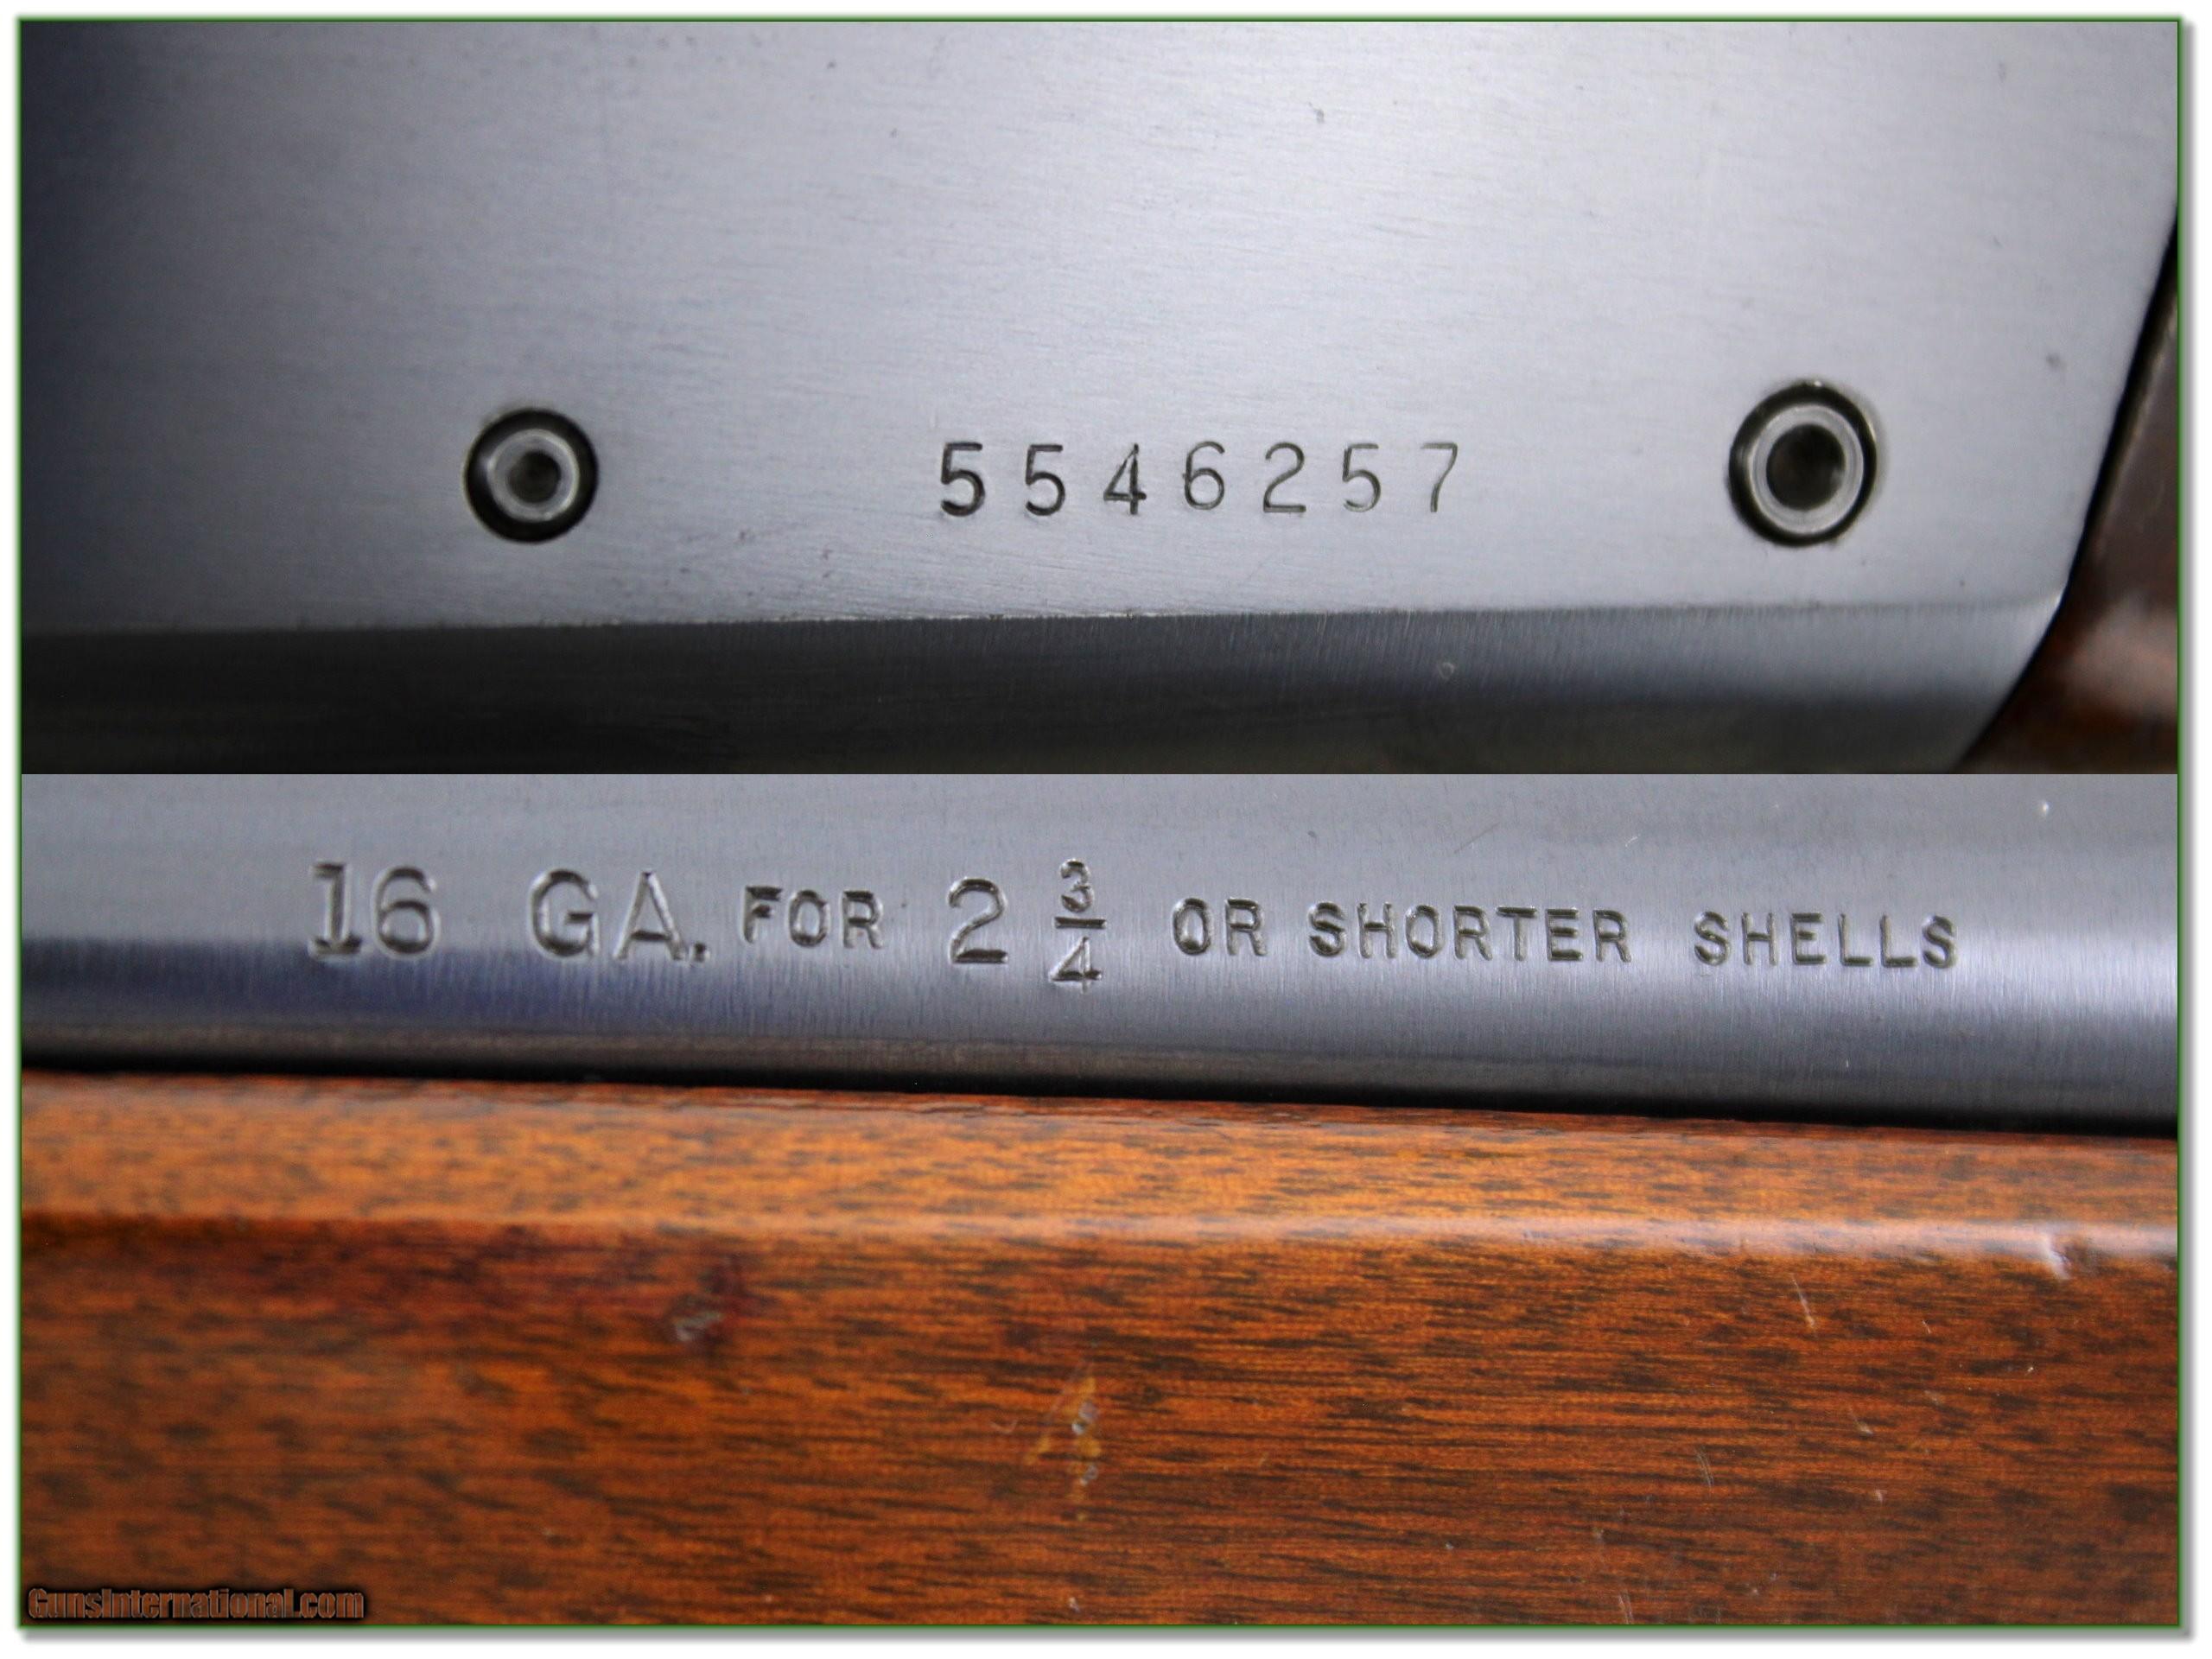 5546257
16 GA. FOR 2 3/4 OR SHORTER SHELLS
GunsInternational.com